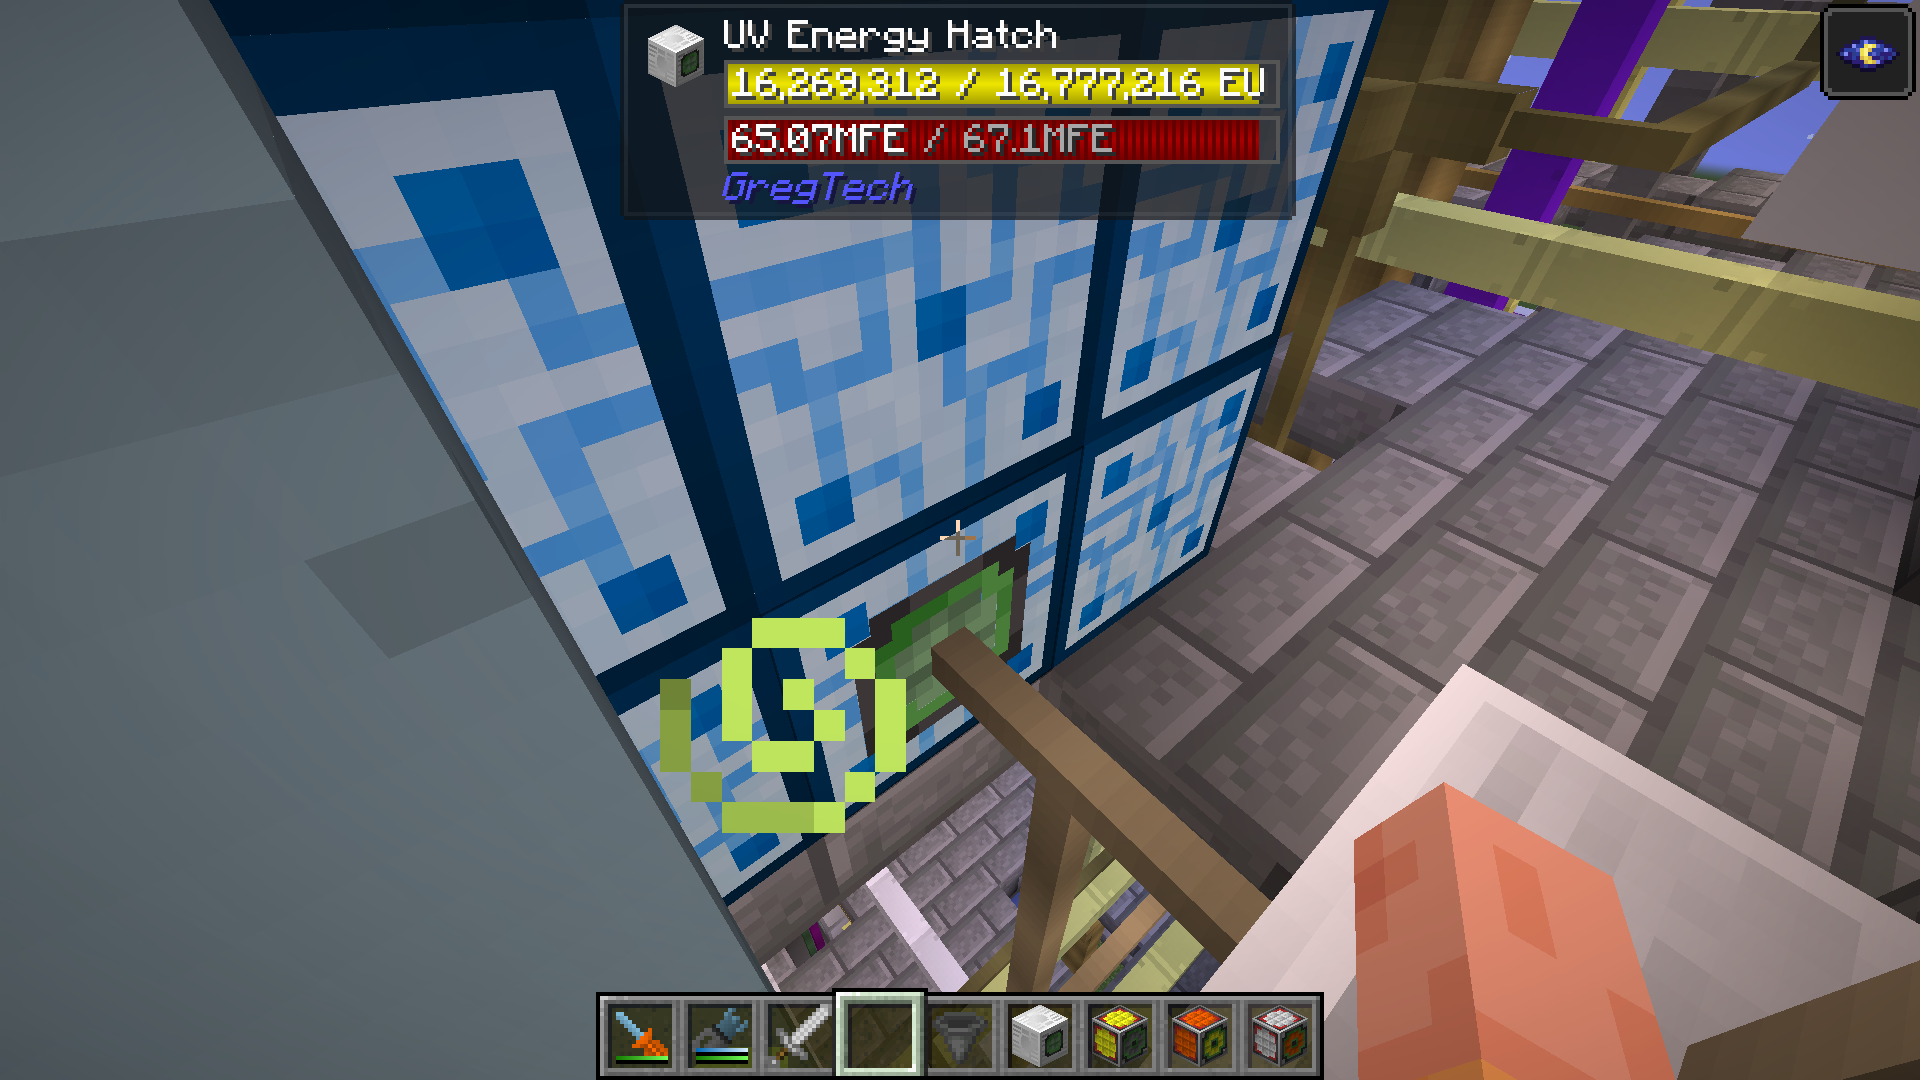 UV Energy Hatch
16,269,312 / 16,777,216 EU
65.07MFE / 67.1MFE
GregTech